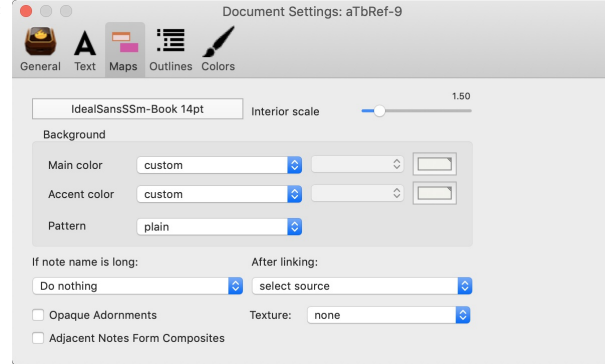 Document Settings: aTbRef-9
General Text Maps Outlines Colors
1.50
IdealSansSSm-Book 14pt Interior scale
Background
Main color custom
Accent color custom
Pattern plain
If note name is long: After linking:
Do nothing select source
Opaque Adornments Texture: none
Adjacent Notes Form Composites